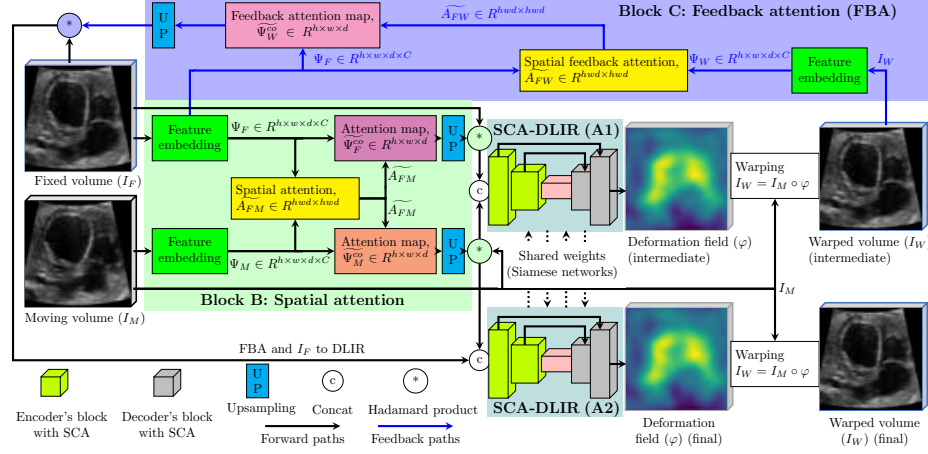 Block C: Feedback attention (FBA)
*
U
P
Feedback attention map,
$\widetilde{\Psi_W^{co}} \in R^{h \times w \times d}$
$\widetilde{A_{FW}} \in R^{hwd \times hwd}$
$\Psi_F \in R^{h \times w \times d \times C}$
Spatial feedback attention,
$\widetilde{A_{FW}} \in R^{hwd \times hwd}$
$\Psi_W \in R^{h \times w \times d \times C}$
Feature
embedding
$I_W$
Fixed volume ($I_F$)
Feature
embedding
$\Psi_F \in R^{h \times w \times d \times C}$
Attention map,
$\widetilde{\Psi_F^{co}} \in R^{h \times w \times d}$
U
P
*
c
$\widetilde{A_{FM}}$
Spatial attention,
$\widetilde{A_{FM}} \in R^{hwd \times hwd}$
$\widetilde{A_{FM}}$
Feature
embedding
$\Psi_M \in R^{h \times w \times d \times C}$
Attention map,
$\widetilde{\Psi_M^{co}} \in R^{h \times w \times d}$
U
P
*
Block B: Spatial attention
Moving volume ($I_M$)
SCA-DLIR (A1)
Shared weights
(Siamese networks)
Deformation field ($\varphi$)
(intermediate)
Warping
$I_W = I_M \circ \varphi$
Warped volume ($I_W$)
(intermediate)
$I_M$
FBA and $I_F$ to DLIR
c
SCA-DLIR (A2)
Deformation
field ($\varphi$) (final)
Warping
$I_W = I_M \circ \varphi$
Warped volume
($I_W$) (final)
Encoder's block
with SCA
Decoder's block
with SCA
U
P
Upsampling
c
Concat
*
Hadamard product
Forward paths
Feedback paths